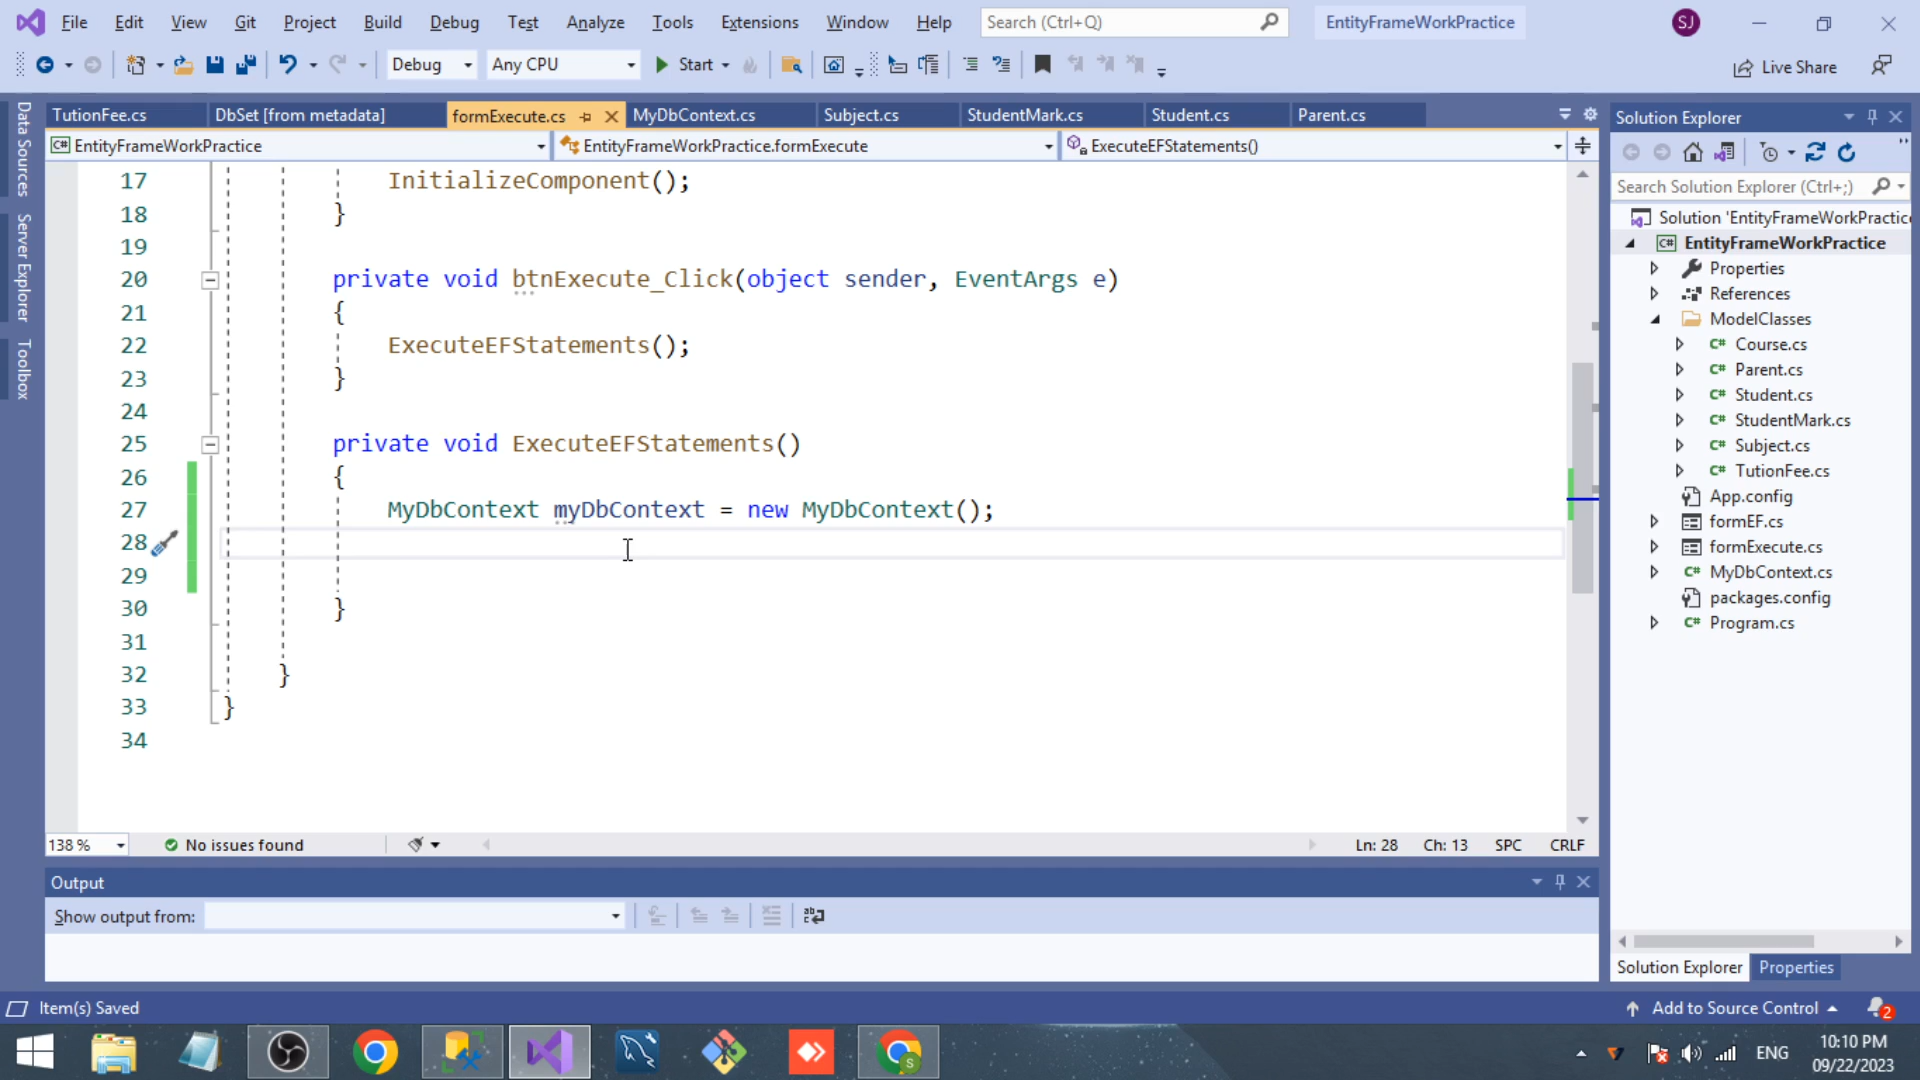 File Edit View Git Project Build Debug Test Analyze Tools Extensions Window Help Search (Ctrl+Q) EntityFrameWorkPractice SJ
Debug Any CPU Start Live Share
TutionFee.cs DbSet [from metadata] formExecute.cs MyDbContext.cs Subject.cs StudentMark.cs Student.cs Parent.cs
EntityFrameWorkPractice EntityFrameWorkPractice.formExecute ExecuteEFStatements()
Data Sources
Server Explorer
Toolbox
17 InitializeComponent();
18 }
19
20 private void btnExecute_Click(object sender, EventArgs e)
21 {
22 ExecuteEFStatements();
23 }
24
25 private void ExecuteEFStatements()
26 {
27 MyDbContext myDbContext = new MyDbContext();
28
29
30 }
31
32 }
33 }
34
138 % No issues found Ln: 28 Ch: 13 SPC CRLF
Output
Show output from:
Solution Explorer
Search Solution Explorer (Ctrl+;)
Solution 'EntityFrameWorkPractic
EntityFrameWorkPractice
Properties
References
ModelClasses
C# Course.cs
C# Parent.cs
C# Student.cs
C# StudentMark.cs
C# Subject.cs
C# TutionFee.cs
App.config
formEF.cs
formExecute.cs
C# MyDbContext.cs
packages.config
C# Program.cs
Solution Explorer Properties
Item(s) Saved Add to Source Control 2
ENG 10:10 PM
09/22/2023